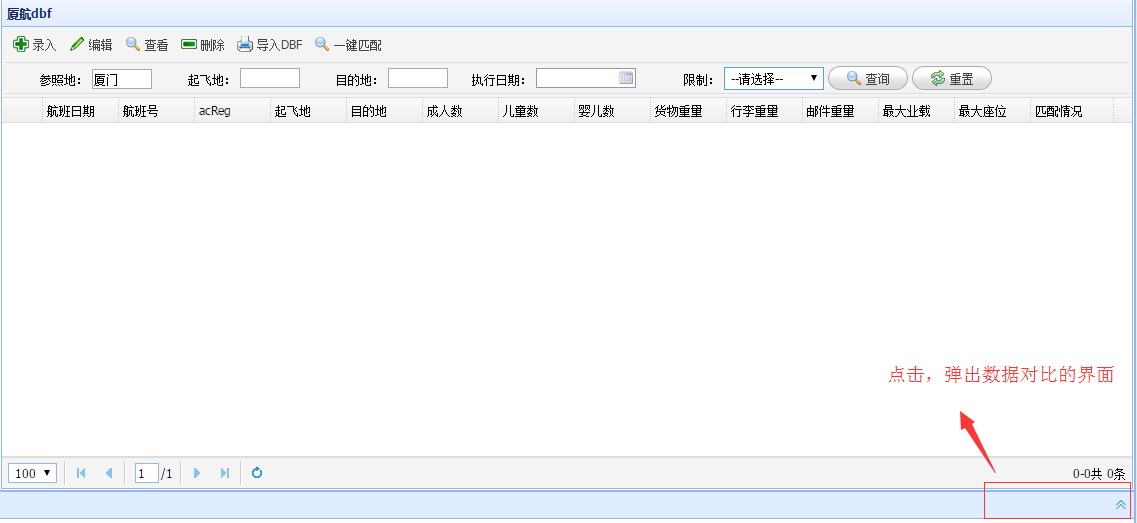 厦航dbf
录入 编辑 查看 删除 导入DBF 一键匹配
参照地： 厦门 起飞地： 目的地： 执行日期： 限制： --请选择-- 查询 重置
航班日期 航班号 acReg 起飞地 目的地 成人数 儿童数 婴儿数 货物重量 行李重量 邮件重量 最大业载 最大座位 匹配情况
点击，弹出数据对比的界面
100 1 /1 0-0共 0条